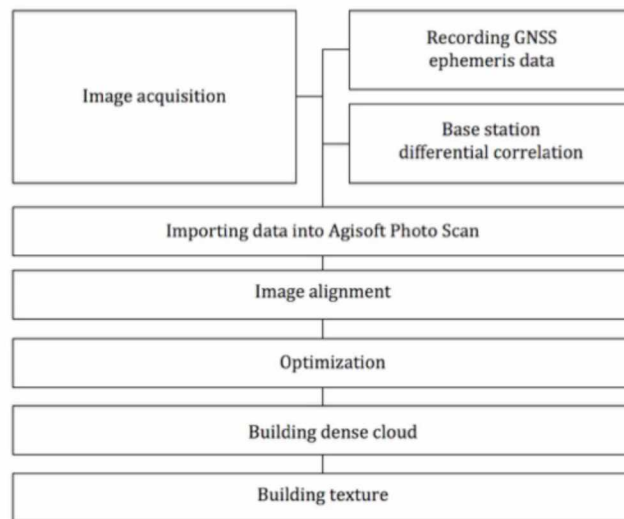 Image acquisition
Recording GNSS
ephemeris data
Base station
differential correlation
Importing data into Agisoft Photo Scan
Image alignment
Optimization
Building dense cloud
Building texture